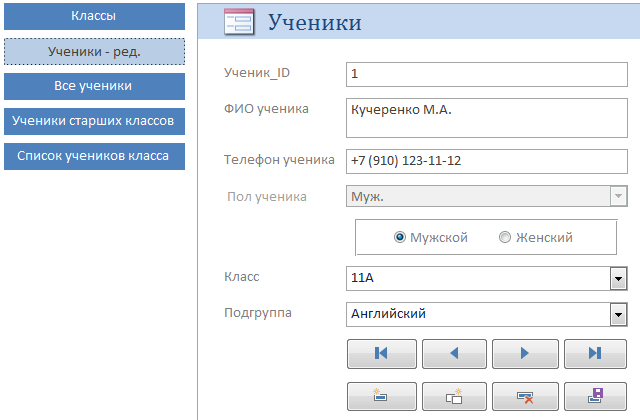 Классы
Ученики - ред.
Все ученики
Ученики старших классов
Список учеников класса
Ученики
Ученик_ID
1
ФИО ученика
Кучеренко М.А.
Телефон ученика
+7 (910) 123-11-12
Пол ученика
Муж.
Мужской
Женский
Класс
11А
Подгруппа
Английский